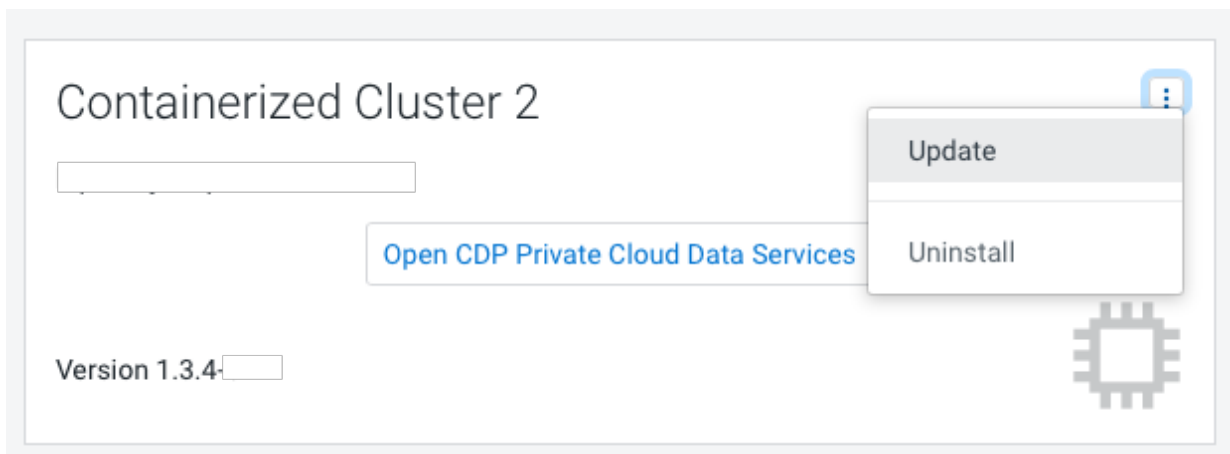 Containerized Cluster 2
Update
Open CDP Private Cloud Data Services
Uninstall
Version 1.3.4-